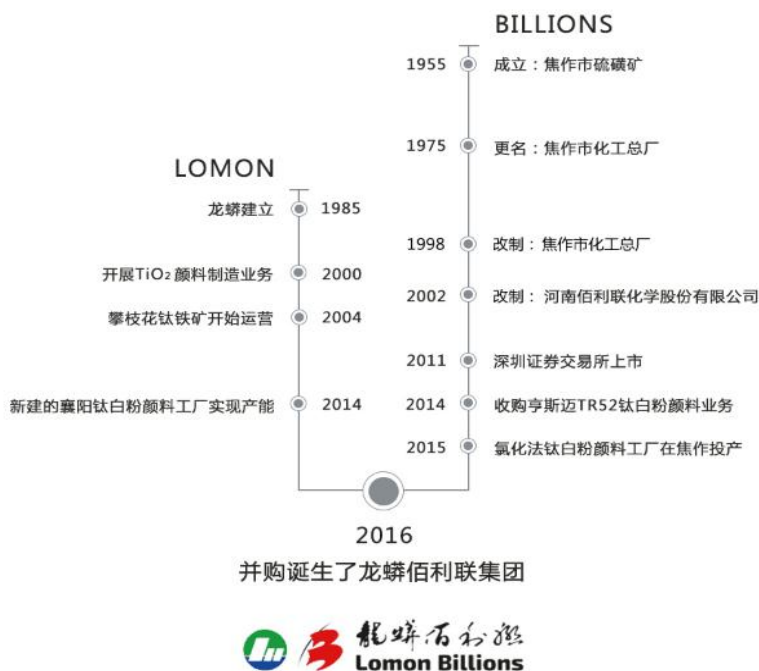 BILLIONS
1955 成立：焦作市硫磺矿
1975 更名：焦作市化工总厂
LOMON
龙蟒建立 1985
1998 改制：焦作市化工总厂
开展TiO₂颜料制造业务 2000
2002 改制：河南佰利联化学股份有限公司
攀枝花钛铁矿开始运营 2004
2011 深圳证券交易所上市
新建的襄阳钛白粉颜料工厂实现产能 2014
2014 收购亨斯迈TR52钛白粉颜料业务
2015 氯化法钛白粉颜料工厂在焦作投产
2016
并购诞生了龙蟒佰利联集团
龍蟒佰利聯
Lomon Billions